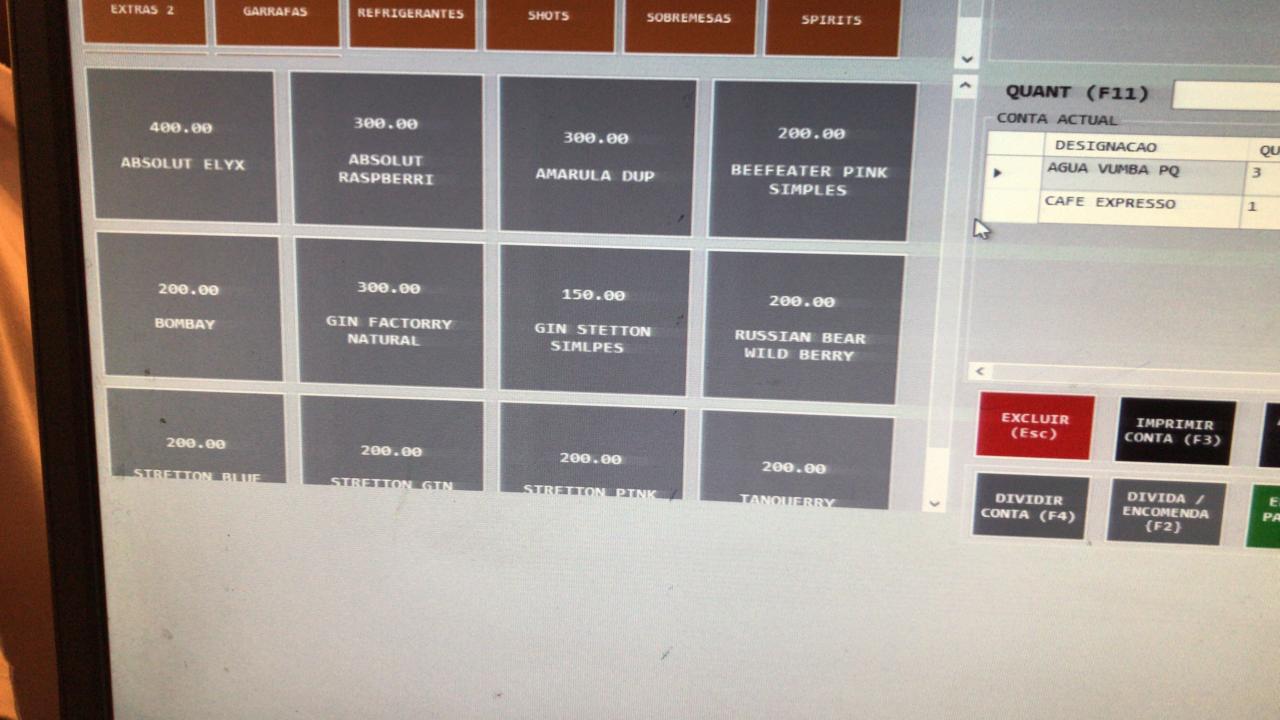 EXTRAS 2
GARRAFAS
REFRIGERANTES
SHOTS
SOBREMESAS
SPIRITS
400.00
ABSOLUT ELYX
300.00
ABSOLUT
RASPBERRI
300.00
AMARULA DUP
200.00
BEEFEATER PINK
SIMPLES
200.00
BOMBAY
300.00
GIN FACTORRY
NATURAL
150.00
GIN STETTON
SIMLPES
200.00
RUSSIAN BEAR
WILD BERRY
200.00
STRETTON BLUE
200.00
STRETTON GIN
200.00
STRETTON PINK
200.00
TANQUERRY
QUANT (F11)
CONTA ACTUAL
DESIGNACAO QU
AGUA VUMBA PQ 3
CAFE EXPRESSO 1
EXCLUIR
(Esc)
IMPRIMIR
CONTA (F3)
DIVIDIR
CONTA (F4)
DIVIDA /
ENCOMENDA
(F2}
E
PA